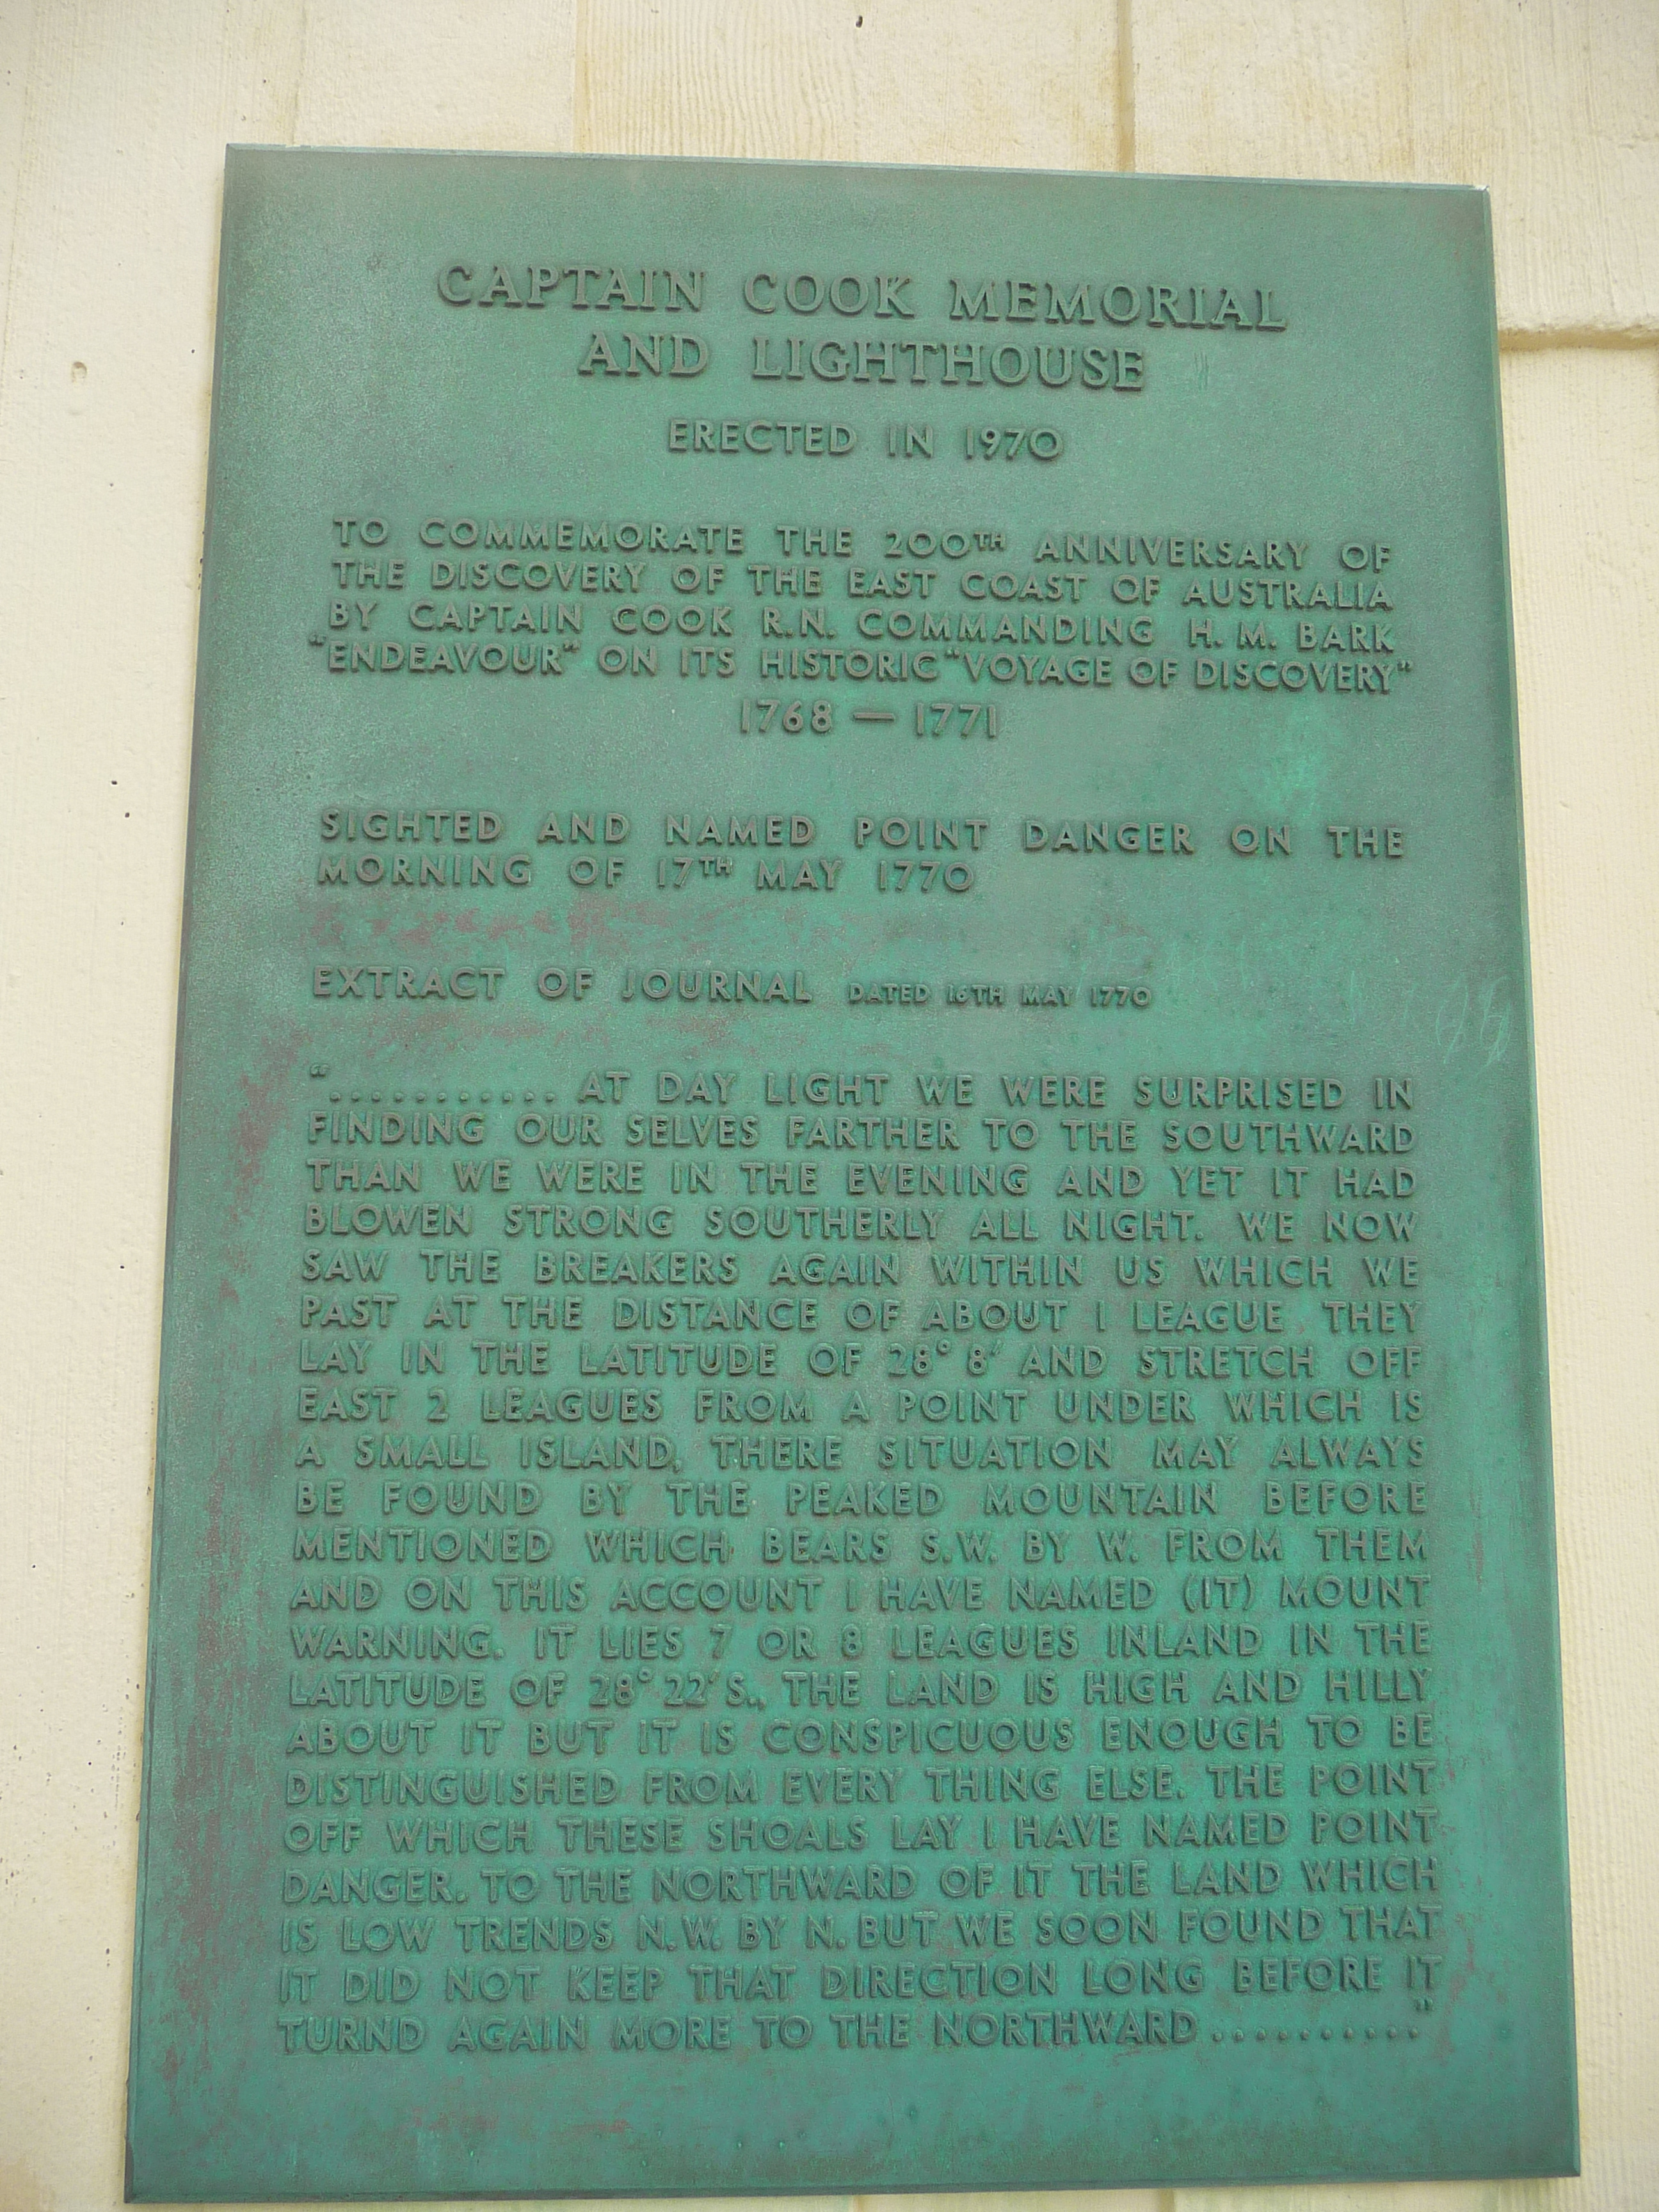 CAPTAIN COOK MEMORIAL
AND LIGHTHOUSE
ERECTED IN 1970
TO COMMEMORATE THE 200TH ANNIVERSARY OF
THE DISCOVERY OF THE EAST COAST OF AUSTRALIA
BY CAPTAIN COOK R.N. COMMANDING H. M. BARK
"ENDEAVOUR" ON ITS HISTORIC "VOYAGE OF DISCOVERY"
1768 — 1771
SIGHTED AND NAMED POINT DANGER ON THE
MORNING OF 17TH MAY 1770
EXTRACT OF JOURNAL DATED 16TH MAY 1770
"........... AT DAY LIGHT WE WERE SURPRISED IN
FINDING OUR SELVES FARTHER TO THE SOUTHWARD
THAN WE WERE IN THE EVENING AND YET IT HAD
BLOWEN STRONG SOUTHERLY ALL NIGHT. WE NOW
SAW THE BREAKERS AGAIN WITHIN US WHICH WE
PAST AT THE DISTANCE OF ABOUT 1 LEAGUE, THEY
LAY IN THE LATITUDE OF 28° 8' AND STRETCH OFF
EAST 2 LEAGUES FROM A POINT UNDER WHICH IS
A SMALL ISLAND, THERE SITUATION MAY ALWAYS
BE FOUND BY THE PEAKED MOUNTAIN BEFORE
MENTIONED WHICH BEARS S.W. BY W. FROM THEM
AND ON THIS ACCOUNT I HAVE NAMED (IT) MOUNT
WARNING. IT LIES 7 OR 8 LEAGUES INLAND IN THE
LATITUDE OF 28° 22' S., THE LAND IS HIGH AND HILLY
ABOUT IT BUT IT IS CONSPICUOUS ENOUGH TO BE
DISTINGUISHED FROM EVERY THING ELSE. THE POINT
OFF WHICH THESE SHOALS LAY I HAVE NAMED POINT
DANGER. TO THE NORTHWARD OF IT THE LAND WHICH
IS LOW TRENDS N.W. BY N. BUT WE SOON FOUND THAT
IT DID NOT KEEP THAT DIRECTION LONG BEFORE IT
TURND AGAIN MORE TO THE NORTHWARD .........."